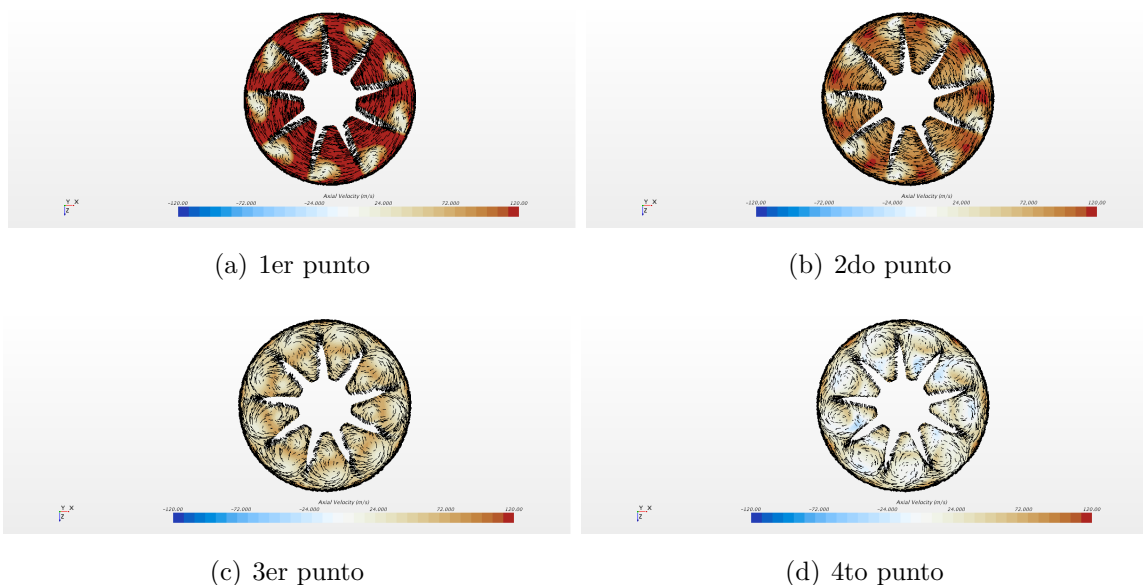 Axial Velocity (m/s)
-120.00 -72.000 -24.000 24.000 72.000 120.00
Y X
Z
(a) 1er punto
Axial Velocity (m/s)
-120.00 -72.000 -24.000 24.000 72.000 120.00
Y X
Z
(b) 2do punto
Axial Velocity (m/s)
-120.00 -72.000 -24.000 24.000 72.000 120.00
Y X
Z
(c) 3er punto
Axial Velocity (m/s)
-120.00 -72.000 -24.000 24.000 72.000 120.00
Y X
Z
(d) 4to punto